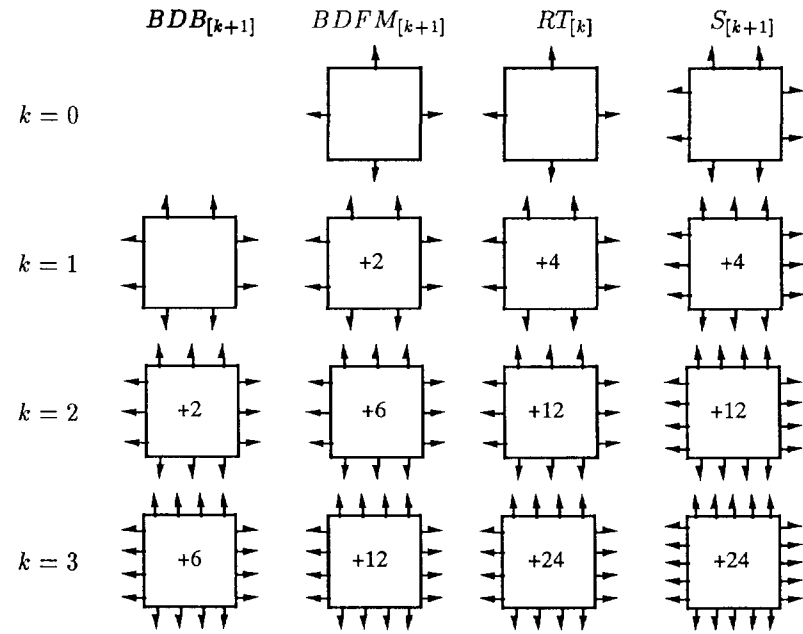 BDB[k+1] BDFM[k+1] RT[k] S[k+1]
k = 0
k = 1 +2 +4 +4
k = 2 +2 +6 +12 +12
k = 3 +6 +12 +24 +24